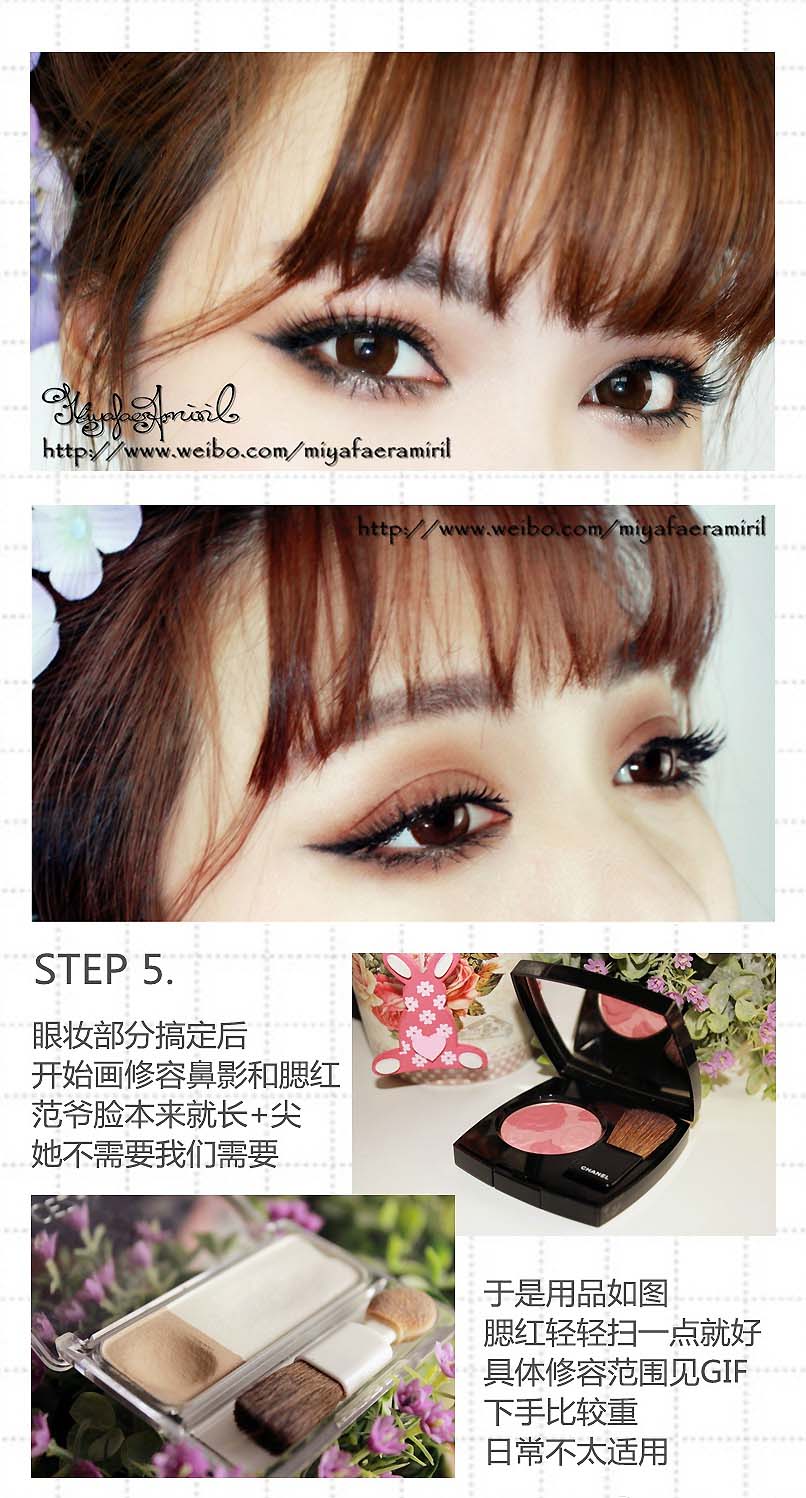 MiyafaerAmiril
http://www.weibo.com/miyafaeramiril
http://www.weibo.com/miyafaeramiril
STEP 5.
眼妆部分搞定后
开始画修容鼻影和腮红
范爷脸本来就长+尖
她不需要我们需要
CHANEL
于是用品如图
腮红轻轻扫一点就好
具体修容范围见GIF
下手比较重
日常不太适用